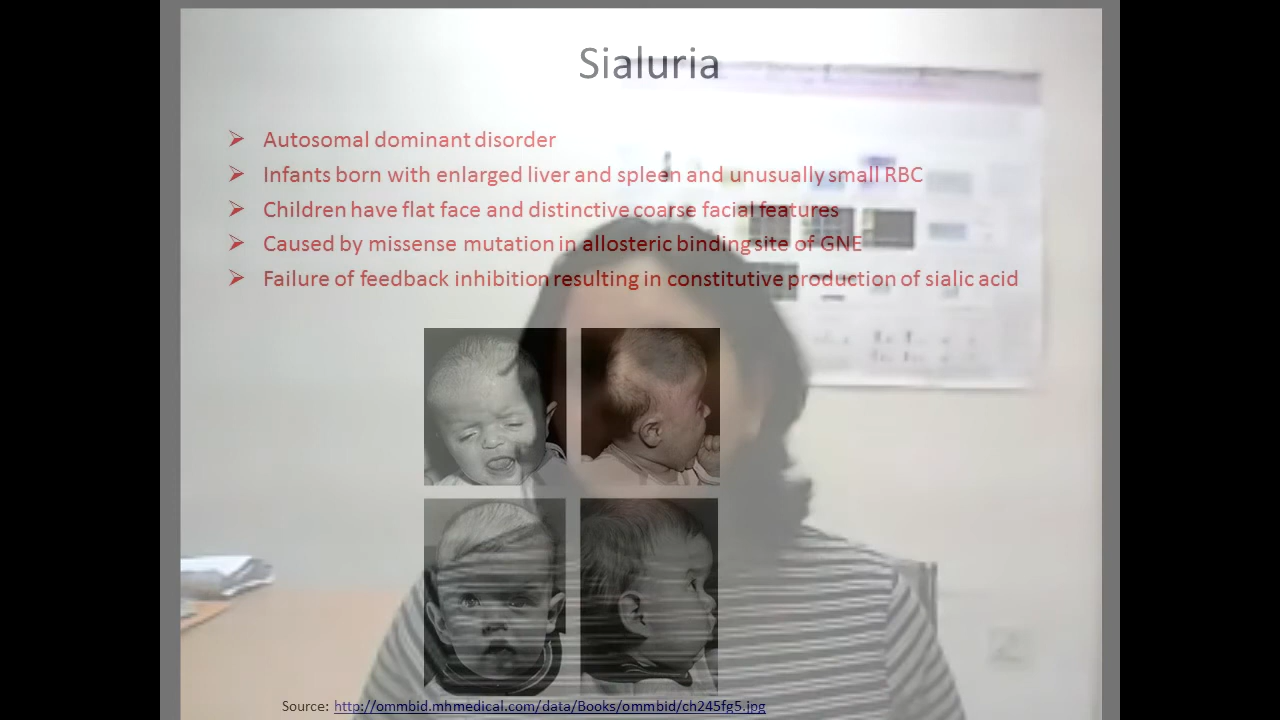 Sialuria
Autosomal dominant disorder
Infants born with enlarged liver and spleen and unusually small RBC
Children have flat face and distinctive coarse facial features
Caused by missense mutation in allosteric binding site of GNE
Failure of feedback inhibition resulting in constitutive production of sialic acid
Source: http://ommbid.mhmedical.com/data/Books/ommbid/ch245fg5.jpg